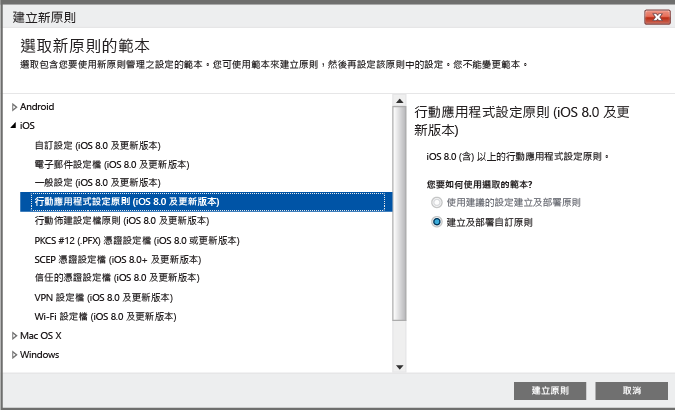 建立新原則
選取新原則的範本
選取包含您要使用新原則管理之設定的範本。您可使用範本來建立原則，然後再設定該原則中的設定。您不能變更範本。
Android
iOS
自訂設定 (iOS 8.0 及更新版本)
電子郵件設定檔 (iOS 8.0 及更新版本)
一般設定 (iOS 8.0 及更新版本)
行動應用程式設定原則 (iOS 8.0 及更新版本)
行動佈建設定檔原則 (iOS 8.0 及更新版本)
PKCS #12 (.PFX) 憑證設定檔 (iOS 8.0 或更新版本)
SCEP 憑證設定檔 (iOS 8.0+ 及更新版本)
信任的憑證設定檔 (iOS 8.0 及更新版本)
VPN 設定檔 (iOS 8.0 及更新版本)
Wi-Fi 設定檔 (iOS 8.0 及更新版本)
Mac OS X
Windows
行動應用程式設定原則 (iOS 8.0 及更
新版本)
iOS 8.0 (含) 以上的行動應用程式設定原則。
您要如何使用選取的範本?
使用建議的設定建立及部署原則
建立及部署自訂原則
建立原則
取消